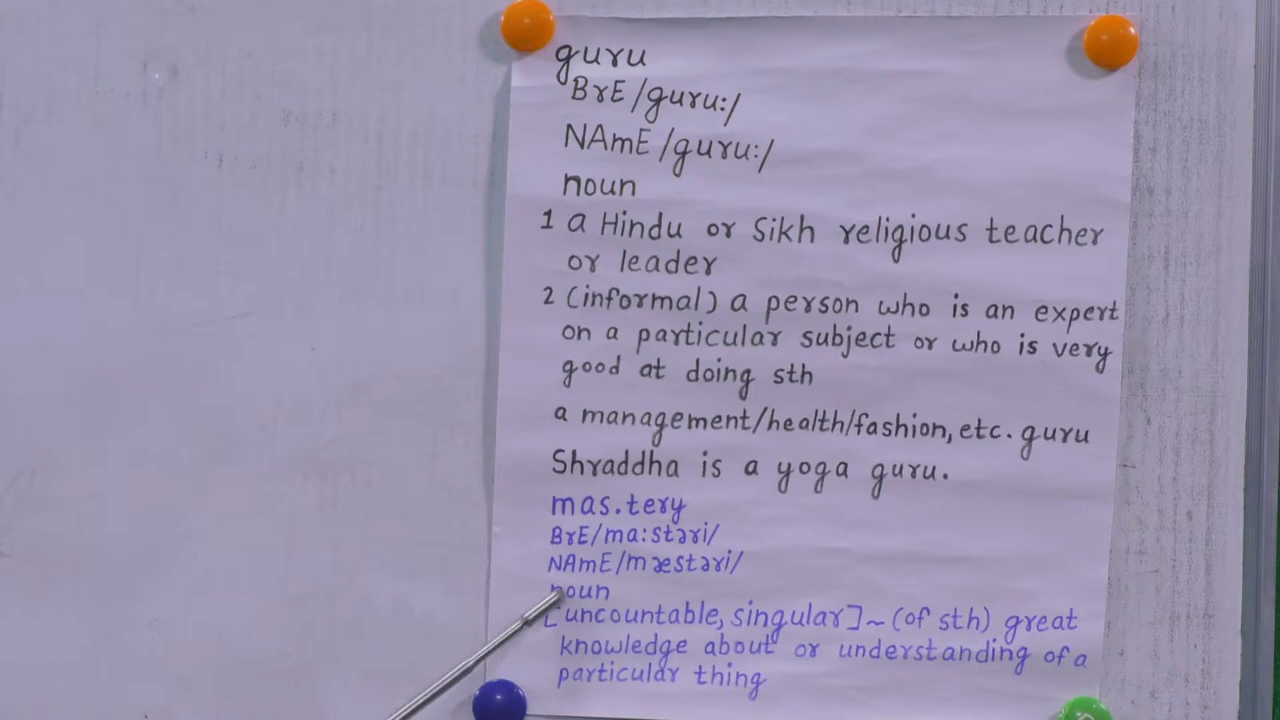 guru
BrE/guru:/
NAmE/guru:/
noun
1 a Hindu or Sikh religious teacher
or leader
2 (informal) a person who is an expert
on a particular subject or who is very
good at doing sth
a management/health/fashion, etc. guru
Shraddha is a yoga guru.
mas.tery
BrE/ma:stəri/
NAmE/mæstəri/
noun
[uncountable, singular]~(of sth) great
knowledge about or understanding of a
particular thing